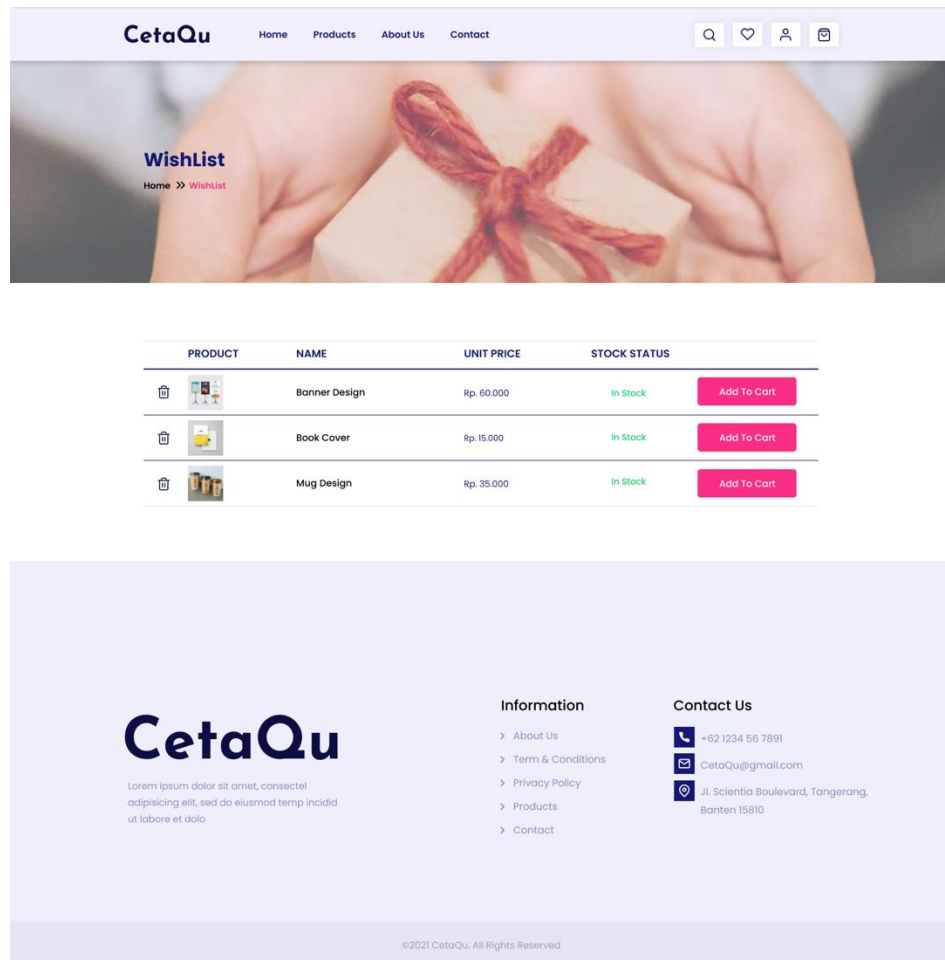 CetaQu Home Products About Us Contact
WishList
Home >> WishList
PRODUCT NAME UNIT PRICE STOCK STATUS
Banner Design Rp. 60.000 In Stock Add To Cart
Book Cover Rp. 15.000 In Stock Add To Cart
Mug Design Rp. 35.000 In Stock Add To Cart
CetaQu
Lorem ipsum dolor sit amet, consectel
adipisicing elit, sed do eiusmod temp incidid
ut labore et dolo
Information
> About Us
> Term & Conditions
> Privacy Policy
> Products
> Contact
Contact Us
+62 1234 56 7891
CetaQu@gmail.com
Jl. Scientia Boulevard, Tangerang,
Banten 15810
©2021 CetaQu. All Rights Reserved